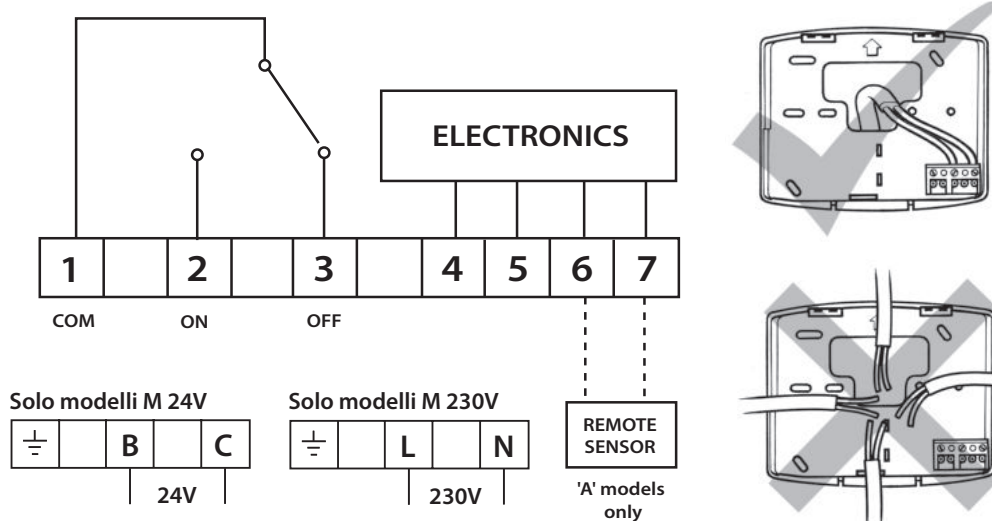 ELECTRONICS
1 2 3 4 5 6 7
COM ON OFF
Solo modelli M 24V
B C
24V
Solo modelli M 230V
L N
230V
REMOTE
SENSOR
'A' models
only